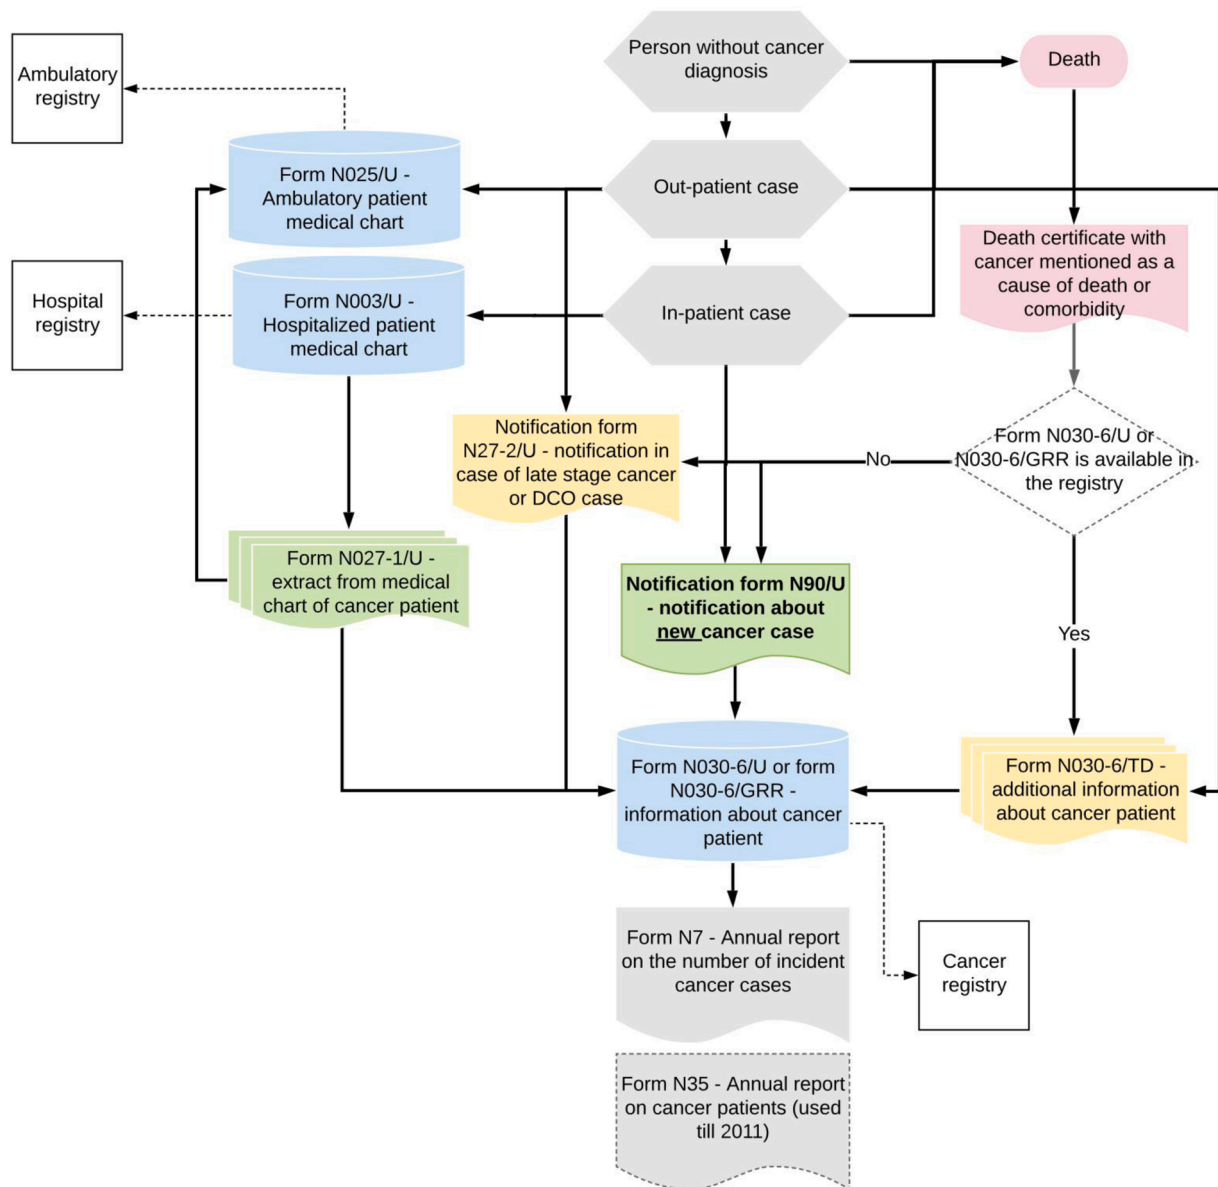 Person without cancer
diagnosis
Death
Ambulatory
registry
Form N025/U -
Ambulatory patient
medical chart
Out-patient case
Death certificate with
cancer mentioned as a
cause of death or
comorbidity
Hospital
registry
Form N003/U -
Hospitalized patient
medical chart
In-patient case
Notification form
N27-2/U - notification in
case of late stage cancer
or DCO case
No
Form N030-6/U or
N030-6/GRR is available in
the registry
Form N027-1/U -
extract from medical
chart of cancer patient
Notification form N90/U
- notification about
new cancer case
Yes
Form N030-6/U or form
N030-6/GRR -
information about cancer
patient
Form N030-6/TD -
additional information
about cancer patient
Form N7 - Annual report
on the number of incident
cancer cases
Cancer
registry
Form N35 - Annual report
on cancer patients (used
till 2011)